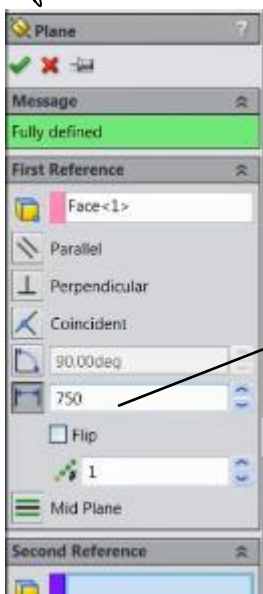 Plane ?
Message
Fully defined
First Reference
Face<1>
Parallel
Perpendicular
Coincident
90.00deg
750
Flip
1
Mid Plane
Second Reference